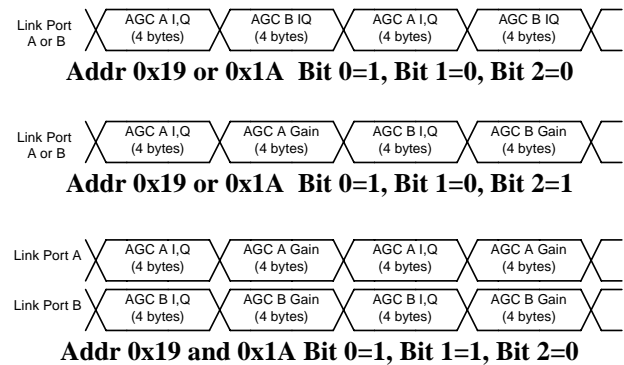 Link Port A or B
AGC A I,Q (4 bytes)
AGC B IQ (4 bytes)
AGC A I,Q (4 bytes)
AGC B IQ (4 bytes)
Addr 0x19 or 0x1A Bit 0=1, Bit 1=0, Bit 2=0
Link Port A or B
AGC A I,Q (4 bytes)
AGC A Gain (4 bytes)
AGC B I,Q (4 bytes)
AGC B Gain (4 bytes)
Addr 0x19 or 0x1A Bit 0=1, Bit 1=0, Bit 2=1
Link Port A
AGC A I,Q (4 bytes)
AGC A Gain (4 bytes)
AGC A I,Q (4 bytes)
AGC A Gain (4 bytes)
Link Port B
AGC B I,Q (4 bytes)
AGC B Gain (4 bytes)
AGC B I,Q (4 bytes)
AGC B Gain (4 bytes)
Addr 0x19 and 0x1A Bit 0=1, Bit 1=1, Bit 2=0